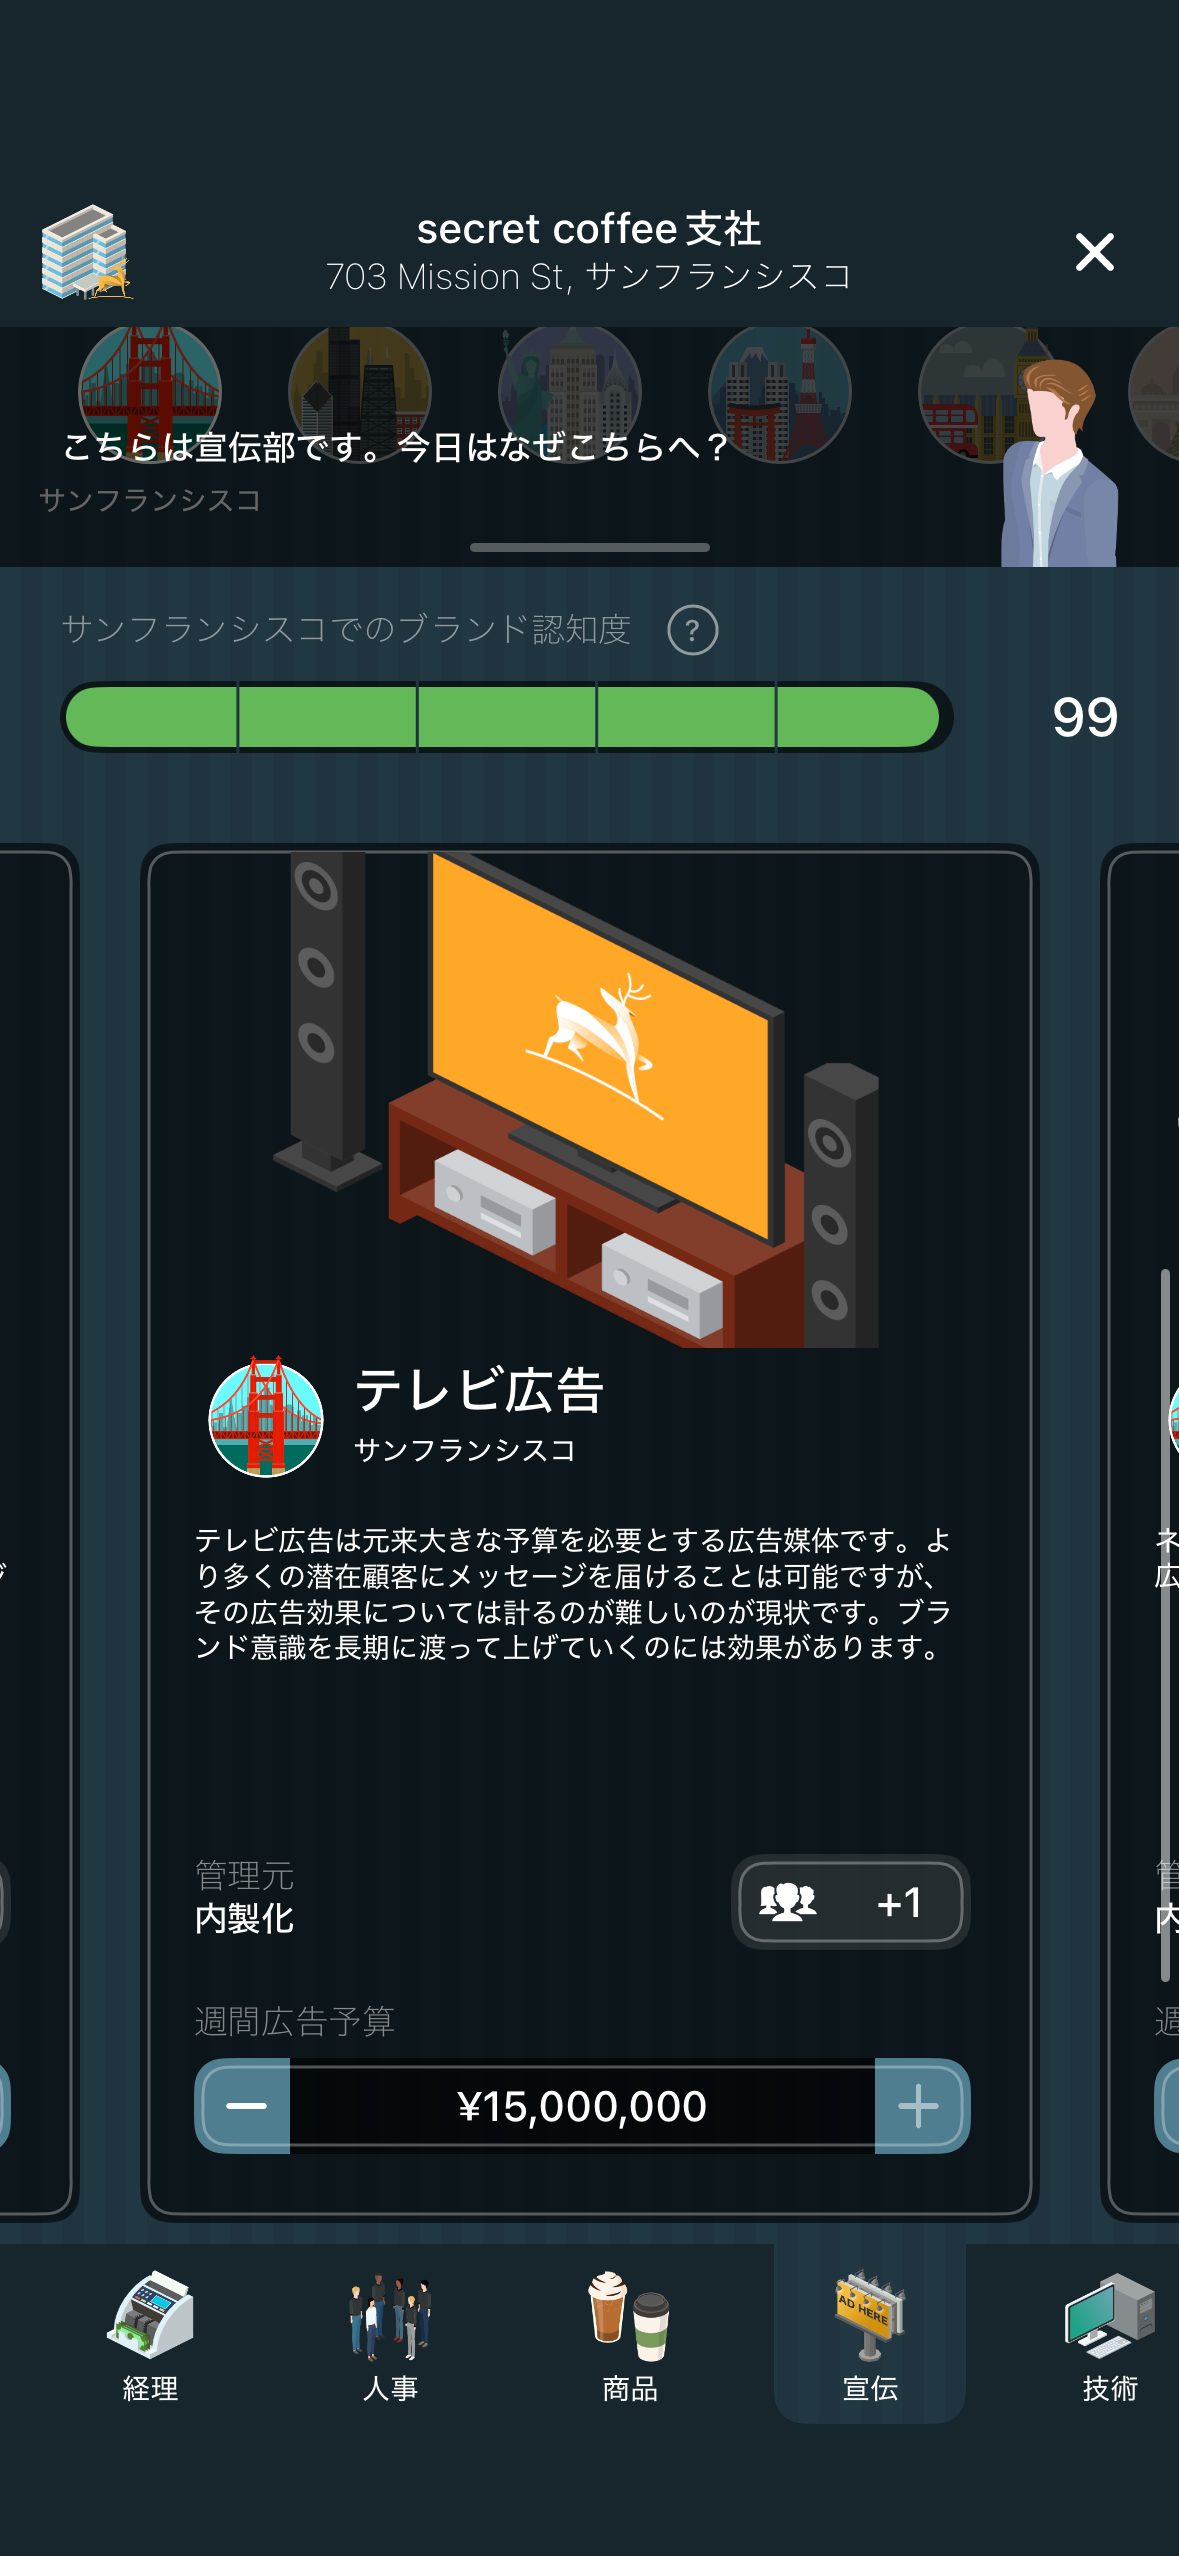 secret coffee支社
703 Mission St, サンフランシスコ
こちらは宣伝部です。今日はなぜこちらへ？
サンフランシスコ
サンフランシスコでのブランド認知度 ?
99
テレビ広告
サンフランシスコ
テレビ広告は元来大きな予算を必要とする広告媒体です。よ
り多くの潜在顧客にメッセージを届けることは可能ですが、
その広告効果については計るのが難しいのが現状です。ブラ
ンド意識を長期に渡って上げていくのには効果があります。
管理元
内製化
+1
週間広告予算
¥15,000,000
AD HERE
経理
人事
商品
宣伝
技術